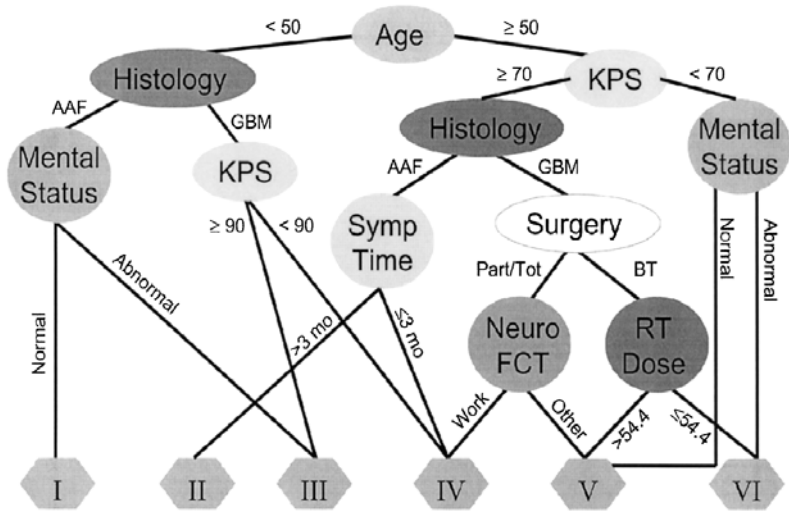 Age
< 50
≥ 50
Histology
KPS
≥ 70
< 70
AAF
GBM
Histology
Mental
Status
Mental
Status
KPS
AAF
GBM
≥ 90
< 90
Symp
Time
Surgery
Normal
Abnormal
Part/Tot
BT
Normal
Abnormal
>3 mo
≤3 mo
Neuro
FCT
RT
Dose
Work
Other
>54.4
≤54.4
I
II
III
IV
V
VI